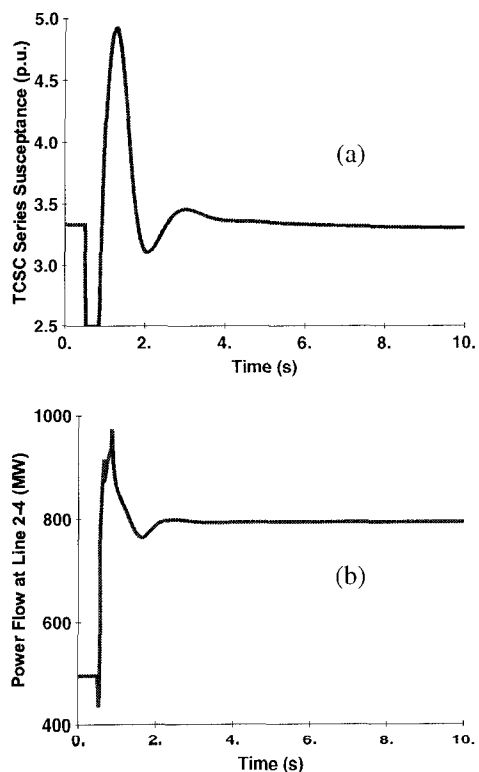 5.0
4.5
4.0
3.5
3.3
2.5
TCSC Series Susceptance (p.u.)
(a)
0. 2. 4. 6. 8. 10.
Time (s)
1000
800
600
400
Power Flow at Line 2-4 (MW)
(b)
0. 2. 4. 6. 8. 10.
Time (s)